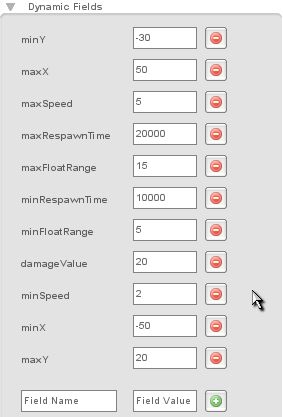 Dynamic Fields
minY -30
maxX 50
maxSpeed 5
maxRespawnTime 20000
maxFloatRange 15
minRespawnTime 10000
minFloatRange 5
damageValue 20
minSpeed 2
minX -50
maxY 20
Field Name Field Value